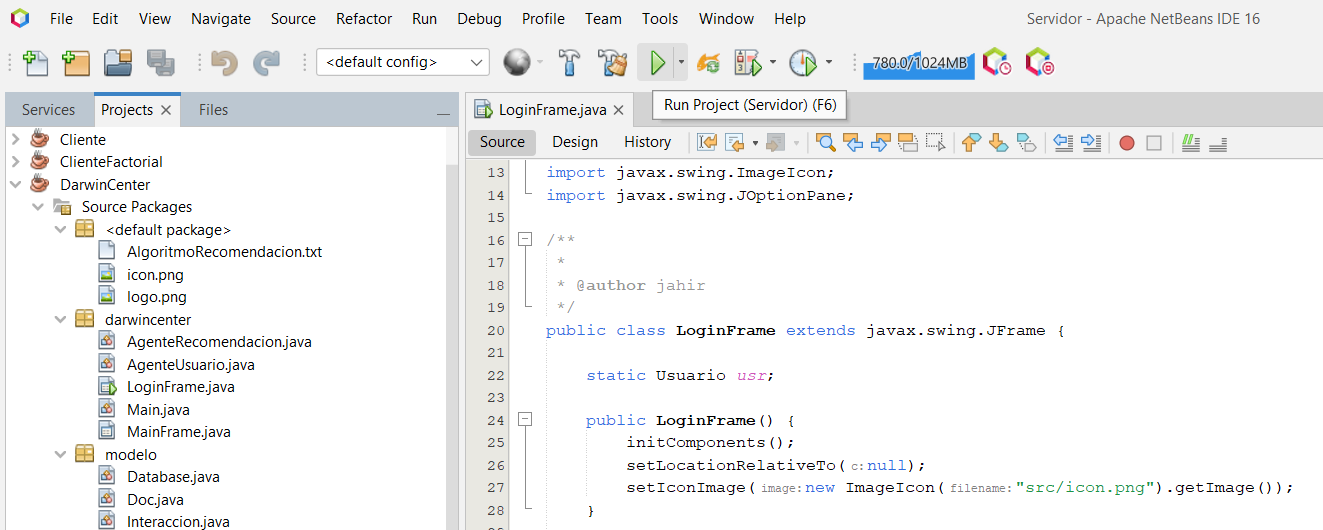 File Edit View Navigate Source Refactor Run Debug Profile Team Tools Window Help Servidor - Apache NetBeans IDE 16
<default config> 780.0/1024MB
Services Projects Files
LoginFrame.java Run Project (Servidor) (F6)
Source Design History
Cliente
ClienteFactorial
DarwinCenter
Source Packages
<default package>
AlgoritmoRecomendacion.txt
icon.png
logo.png
darwincenter
AgenteRecomendacion.java
AgenteUsuario.java
LoginFrame.java
Main.java
MainFrame.java
modelo
Database.java
Doc.java
Interaccion.java
13 import javax.swing.ImageIcon;
14 import javax.swing.JOptionPane;
15
16 /**
17 *
18 * @author jahir
19 */
20 public class LoginFrame extends javax.swing.JFrame {
21
22 static Usuario usr;
23
24 public LoginFrame() {
25 initComponents();
26 setLocationRelativeTo(c:null);
27 setIconImage(image:new ImageIcon(filename:"src/icon.png").getImage());
28 }